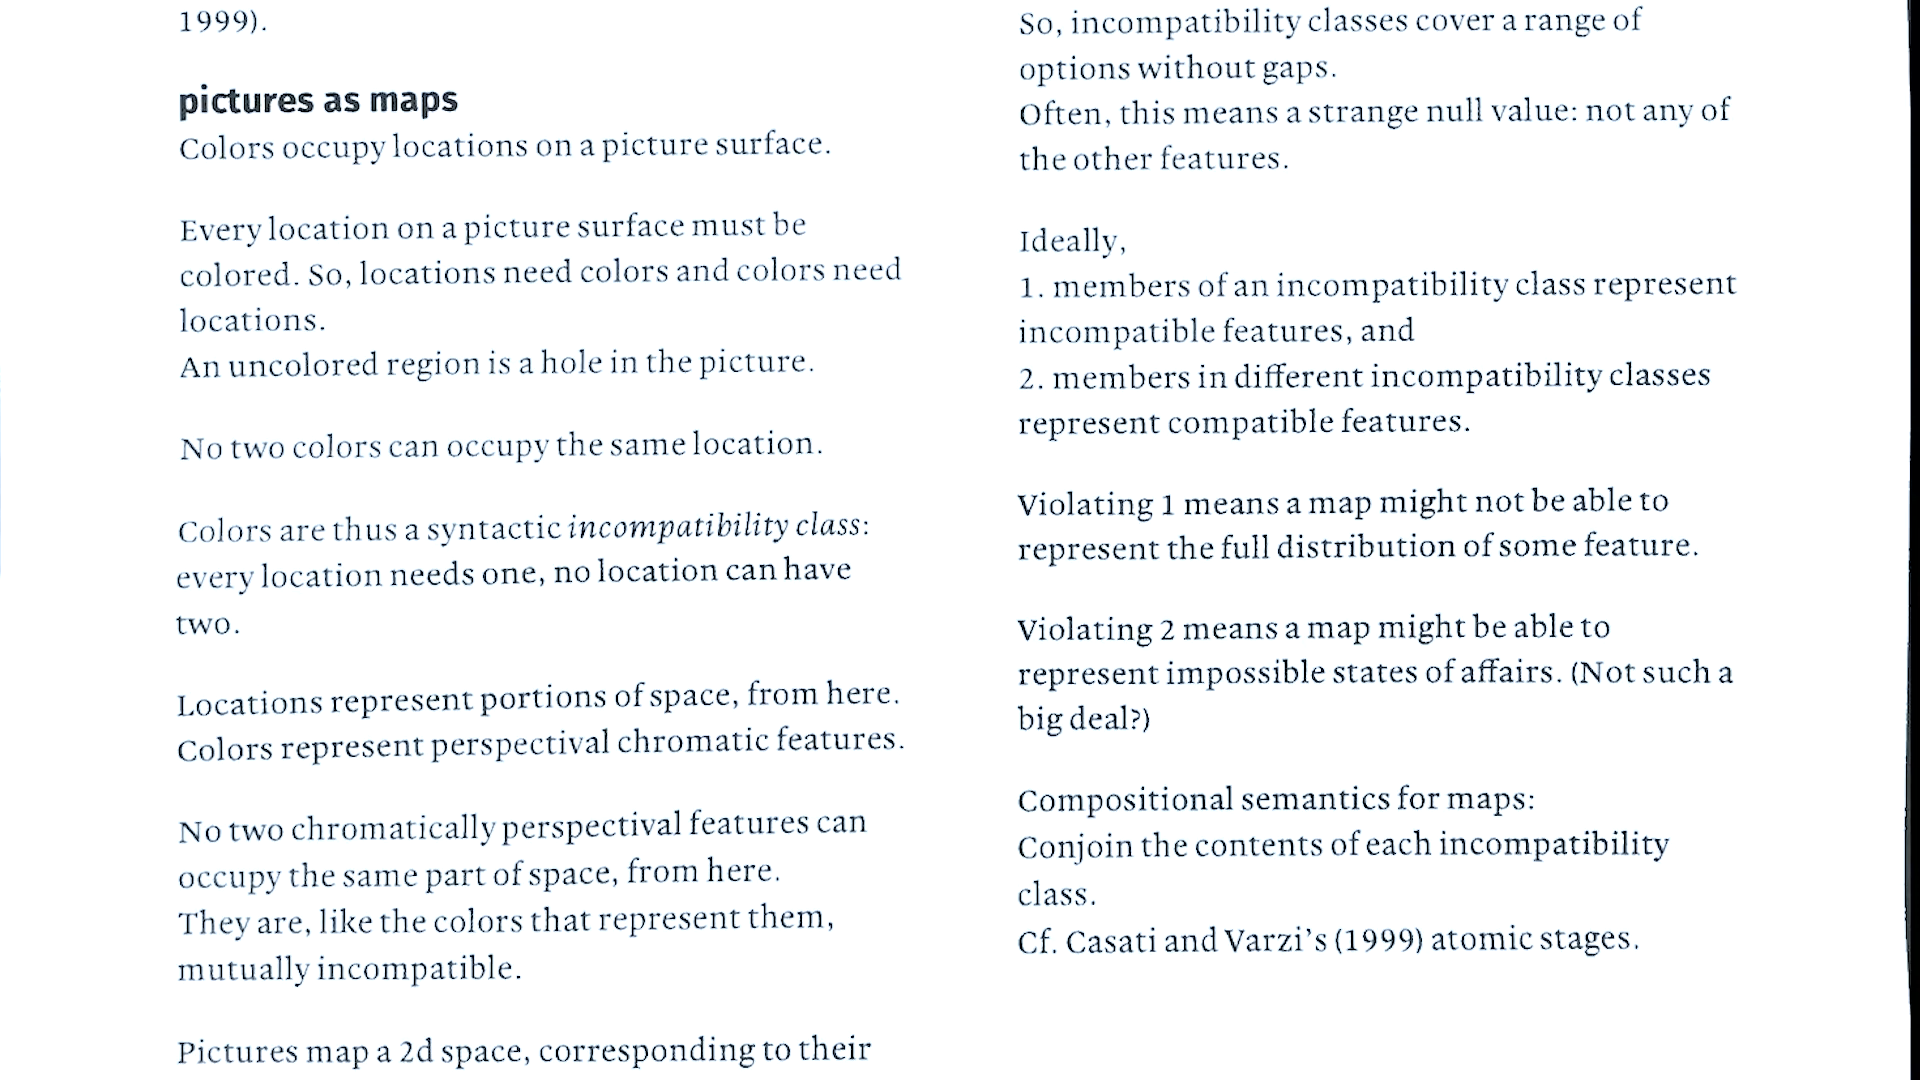 1999).
pictures as maps
Colors occupy locations on a picture surface.
Every location on a picture surface must be
colored. So, locations need colors and colors need
locations.
An uncolored region is a hole in the picture.
No two colors can occupy the same location.
Colors are thus a syntactic incompatibility class:
every location needs one, no location can have
two.
Locations represent portions of space, from here.
Colors represent perspectival chromatic features.
No two chromatically perspectival features can
occupy the same part of space, from here.
They are, like the colors that represent them,
mutually incompatible.
Pictures map a 2d space, corresponding to their
So, incompatibility classes cover a range of
options without gaps.
Often, this means a strange null value: not any of
the other features.
Ideally,
1. members of an incompatibility class represent
incompatible features, and
2. members in different incompatibility classes
represent compatible features.
Violating 1 means a map might not be able to
represent the full distribution of some feature.
Violating 2 means a map might be able to
represent impossible states of affairs. (Not such a
big deal?)
Compositional semantics for maps:
Conjoin the contents of each incompatibility
class.
Cf. Casati and Varzi's (1999) atomic stages.